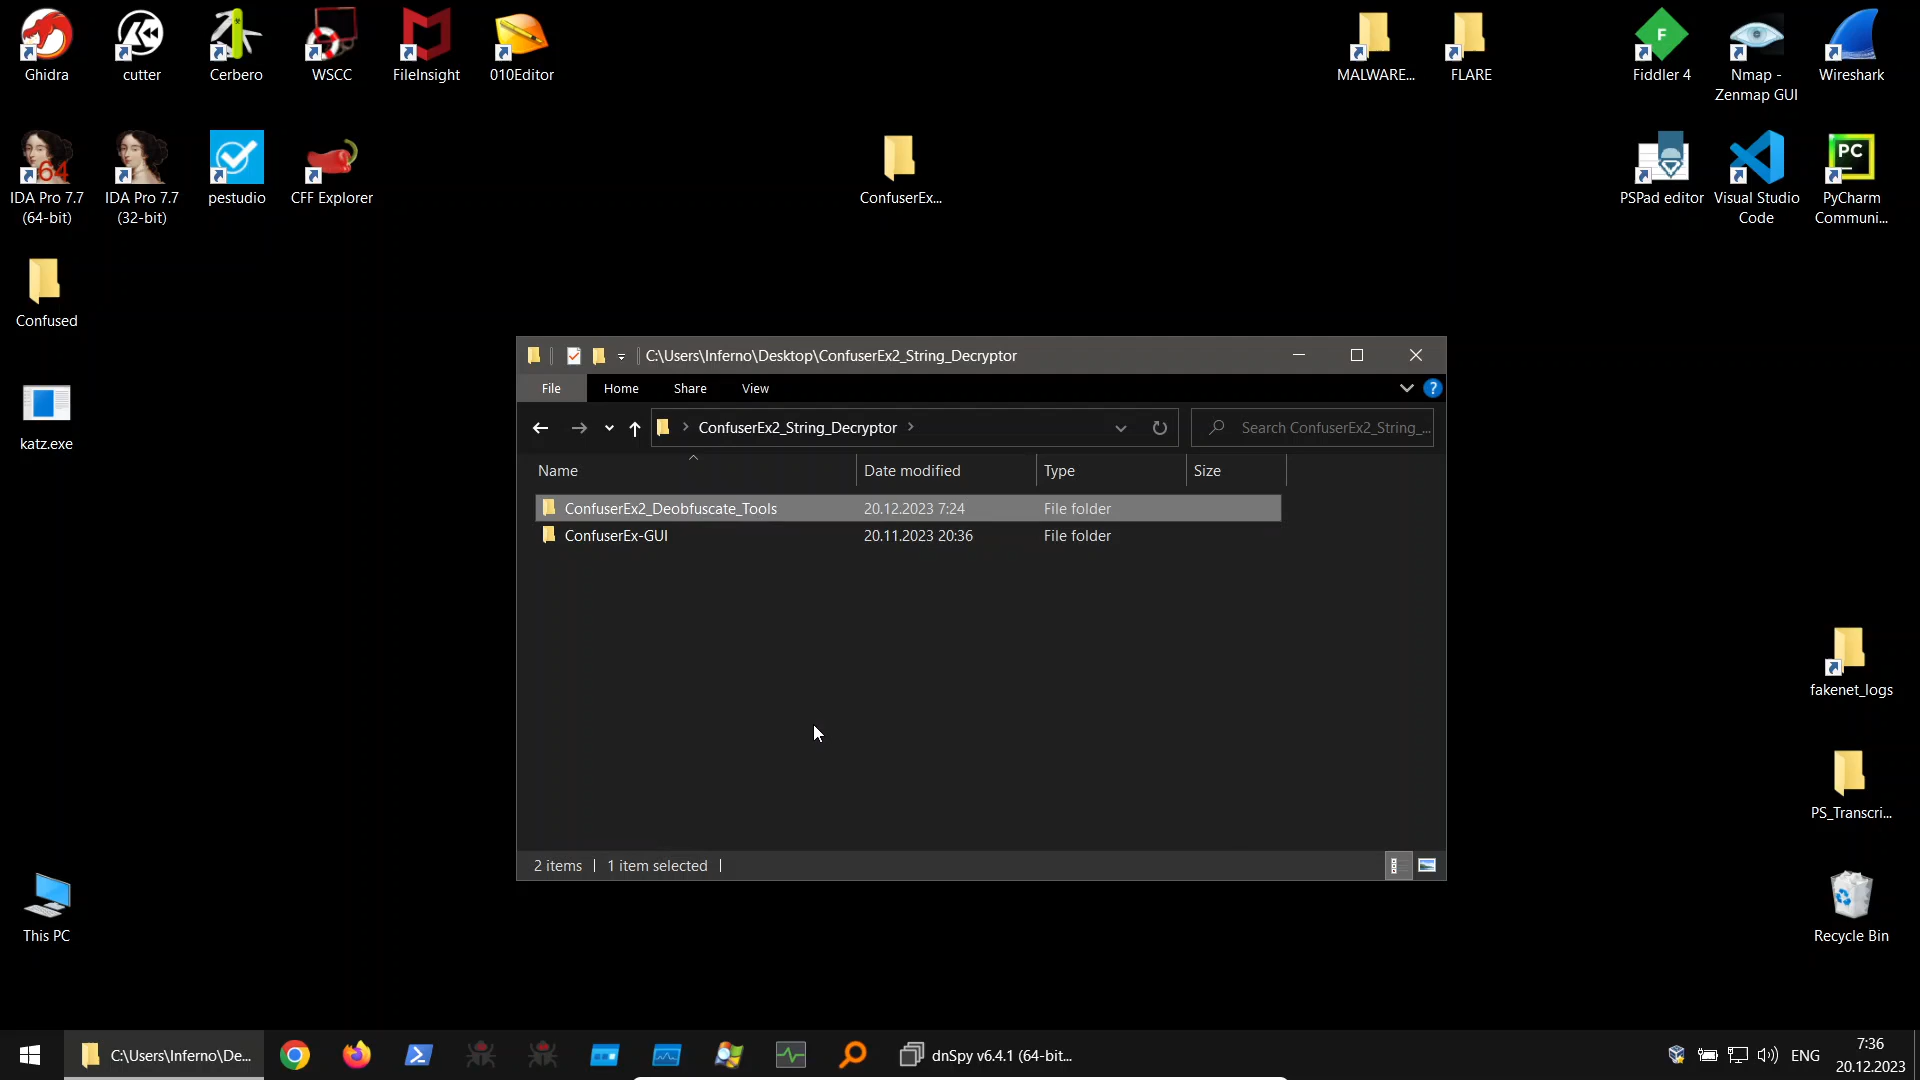 Ghidra
cutter
Cerbero
WSCC
FileInsight
010Editor
MALWARE...
FLARE
F
Fiddler 4
Nmap -
Zenmap GUI
Wireshark
64
IDA Pro 7.7
(64-bit)
IDA Pro 7.7
(32-bit)
pestudio
CFF Explorer
ConfuserEx...
PSPad editor
Visual Studio
Code
PC
PyCharm
Communi...
Confused
katz.exe
C:\Users\Inferno\Desktop\ConfuserEx2_String_Decryptor
File Home Share View ?
ConfuserEx2_String_Decryptor
Search ConfuserEx2_String_...
Name Date modified Type Size
ConfuserEx2_Deobfuscate_Tools 20.12.2023 7:24 File folder
ConfuserEx-GUI 20.11.2023 20:36 File folder
2 items 1 item selected
fakenet_logs
PS_Transcri...
This PC
Recycle Bin
C:\Users\Inferno\De...
dnSpy v6.4.1 (64-bit...
ENG
7:36
20.12.2023